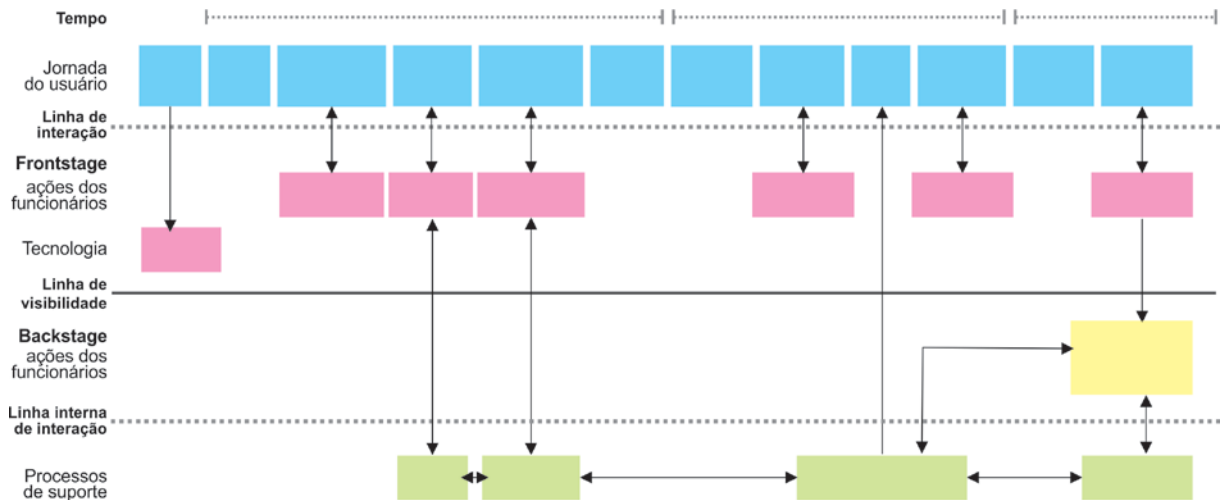 Tempo
Jornada
do usuário
Linha de
interação
Frontstage
ações dos
funcionários
Tecnologia
Linha de
visibilidade
Backstage
ações dos
funcionários
Linha interna
de interação
Processos
de suporte